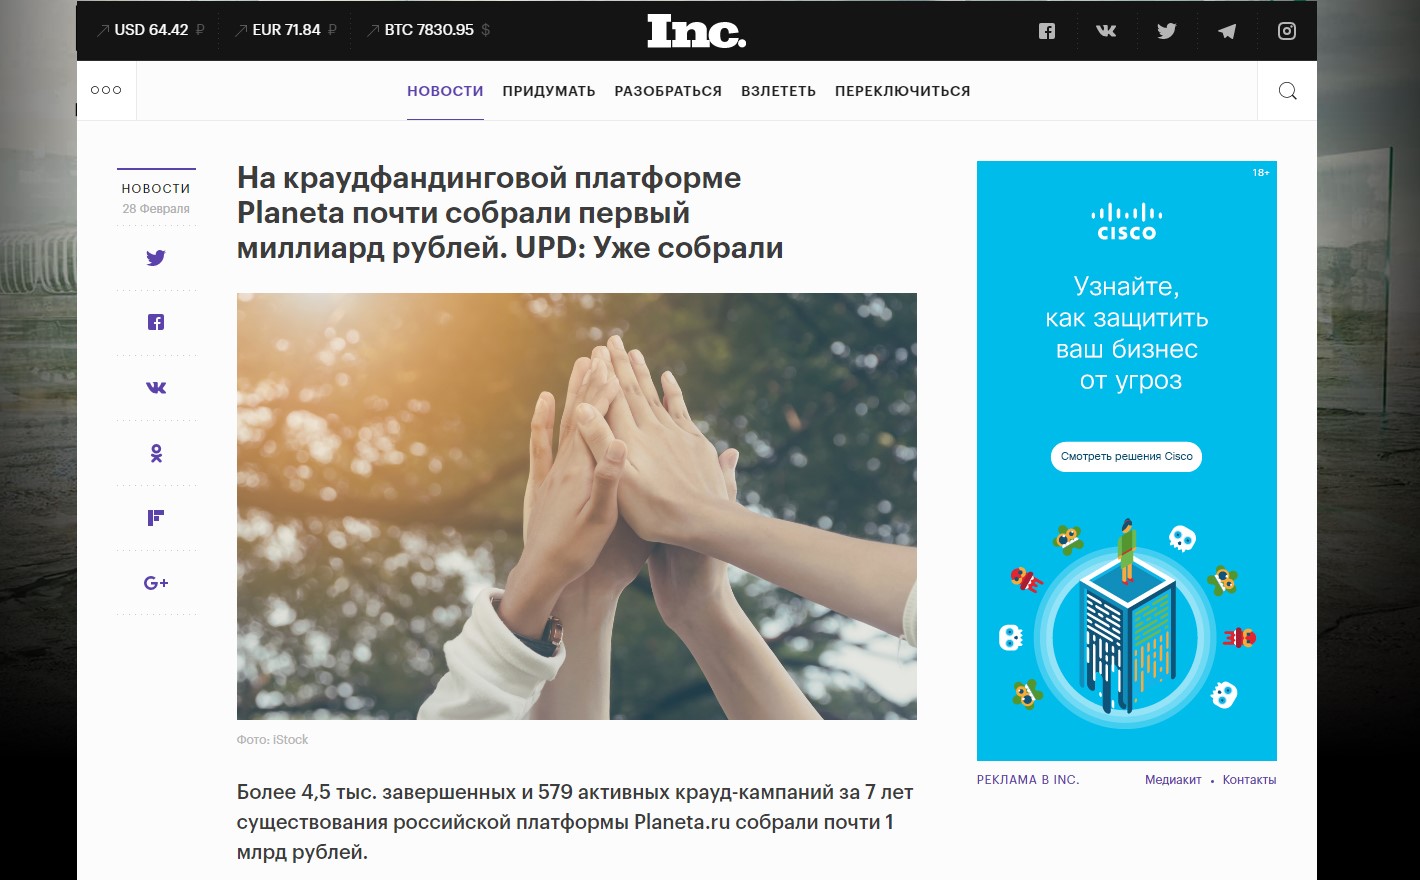 USD 64.42 ₽
EUR 71.84 ₽
BTC 7830.95 $
Inc.
НОВОСТИ ПРИДУМАТЬ РАЗОБРАТЬСЯ ВЗЛЕТЕТЬ ПЕРЕКЛЮЧИТЬСЯ
НОВОСТИ
28 Февраля
G+
На краудфандинговой платформе
Planeta почти собрали первый
миллиард рублей. UPD: Уже собрали
Фото: iStock
Более 4,5 тыс. завершенных и 579 активных крауд-кампаний за 7 лет
существования российской платформы Planeta.ru собрали почти 1
млрд рублей.
18+
CISCO
Узнайте,
как защитить
ваш бизнес
от угроз
Смотреть решения Cisco
РЕКЛАМА В INC.
Медиакит • Контакты